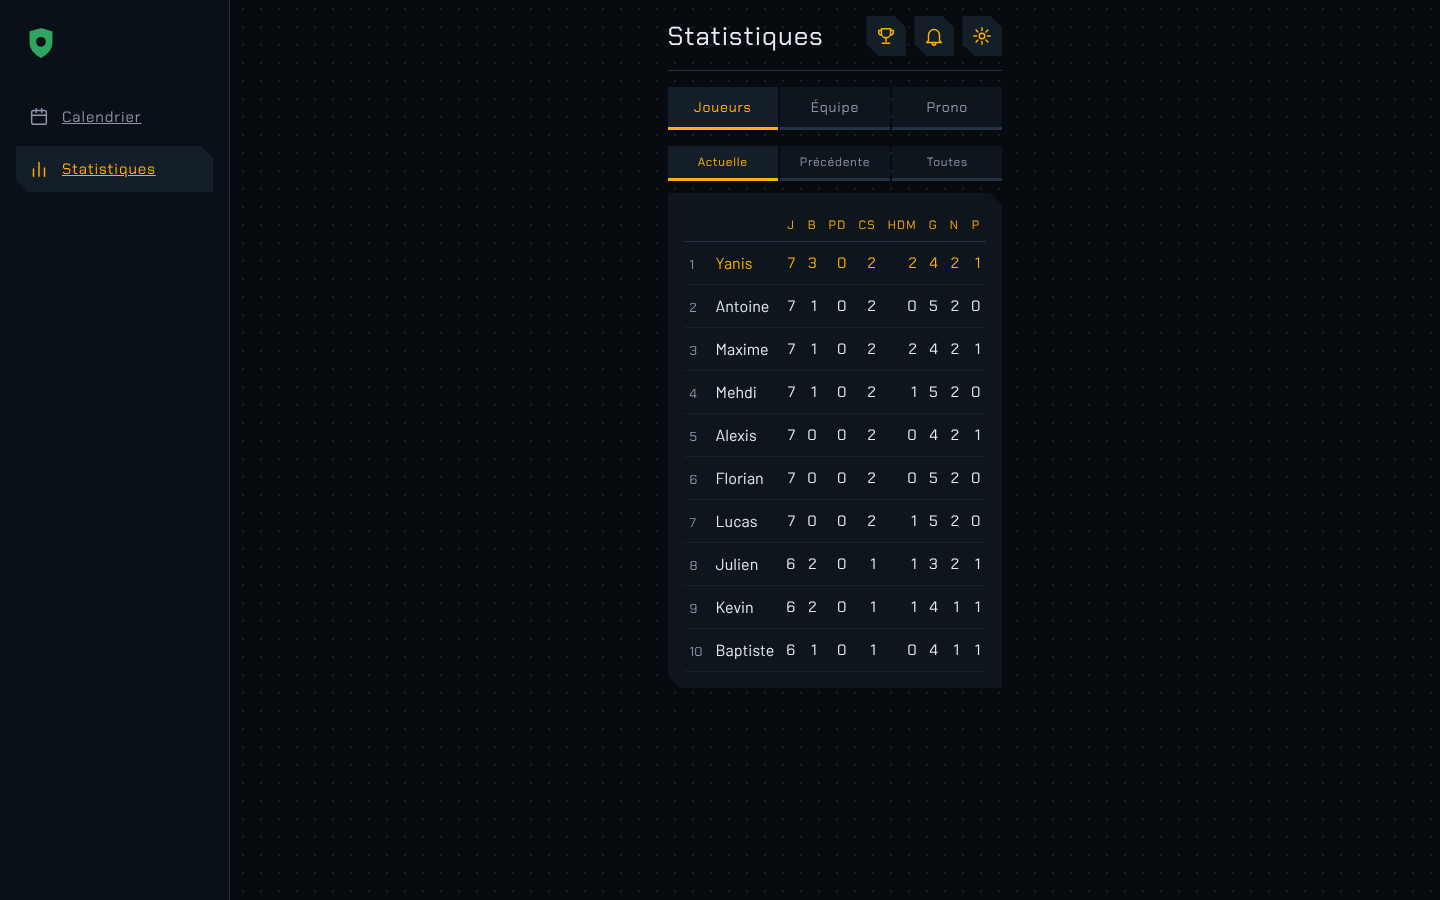 Statistiques
Calendrier
Statistiques
Joueurs Équipe Prono
Actuelle Précédente Toutes
J B PD CS HDM G N P
1 Yanis 7 3 0 2 2 4 2 1
2 Antoine 7 1 0 2 0 5 2 0
3 Maxime 7 1 0 2 2 4 2 1
4 Mehdi 7 1 0 2 1 5 2 0
5 Alexis 7 0 0 2 0 4 2 1
6 Florian 7 0 0 2 0 5 2 0
7 Lucas 7 0 0 2 1 5 2 0
8 Julien 6 2 0 1 1 3 2 1
9 Kevin 6 2 0 1 1 4 1 1
10 Baptiste 6 1 0 1 0 4 1 1